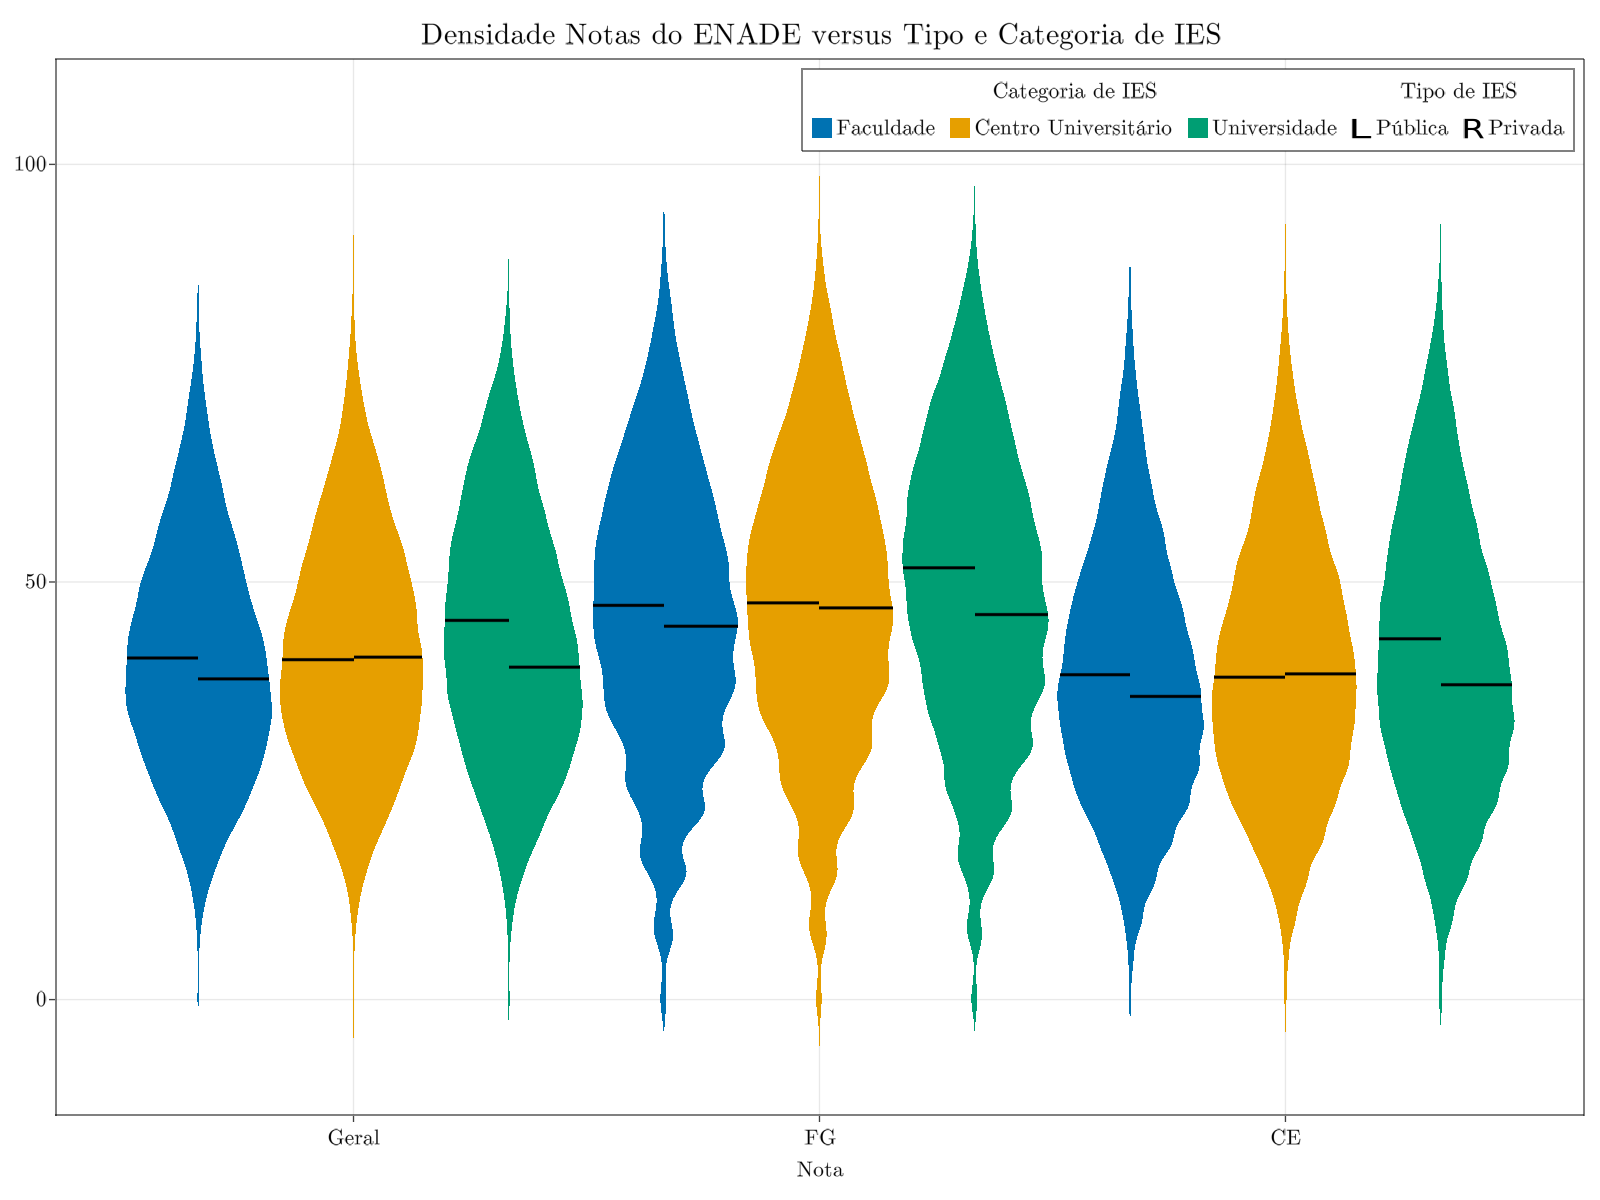 Densidade Notas do ENADE versus Tipo e Categoria de IES
Categoria de IES Tipo de IES
Faculdade Centro Universitário Universidade L Pública R Privada
100
50
0
Geral FG CE
Nota